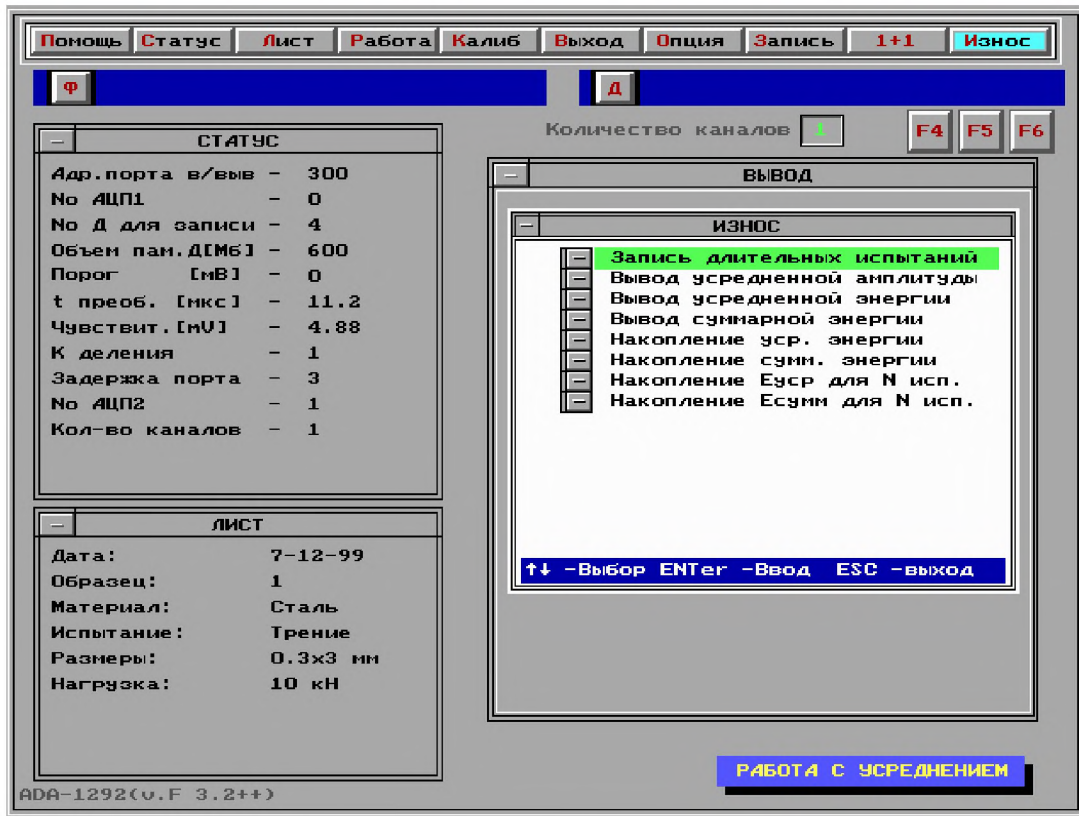 Помощь Статус Лист Работа Калиб Выход Опция Запись 1+1 Износ
Ф Д
Количество каналов 1 F4 F5 F6
СТАТУС
Адр.порта в/выв - 300
No АЦП1 - 0
No Д для записи - 4
Объем пам.Д[Мб] - 600
Порог [мВ] - 0
t преоб. [мкс] - 11.2
Чувствит.[mV] - 4.88
К деления - 1
Задержка порта - 3
No АЦП2 - 1
Кол-во каналов - 1
ВЫВОД
ИЗНОС
Запись длительных испытаний
Вывод усредненной амплитуды
Вывод усредненной энергии
Вывод суммарной энергии
Накопление уср. энергии
Накопление сумм. энергии
Накопление Еуср для N исп.
Накопление Есумм для N исп.
↑↓ -Выбор ENTer -Ввод ESC -выход
ЛИСТ
Дата: 7-12-99
Образец: 1
Материал: Сталь
Испытание: Трение
Размеры: 0.3x3 мм
Нагрузка: 10 кН
РАБОТА С УСРЕДНЕНИЕМ
ADA-1292(v.F 3.2++)